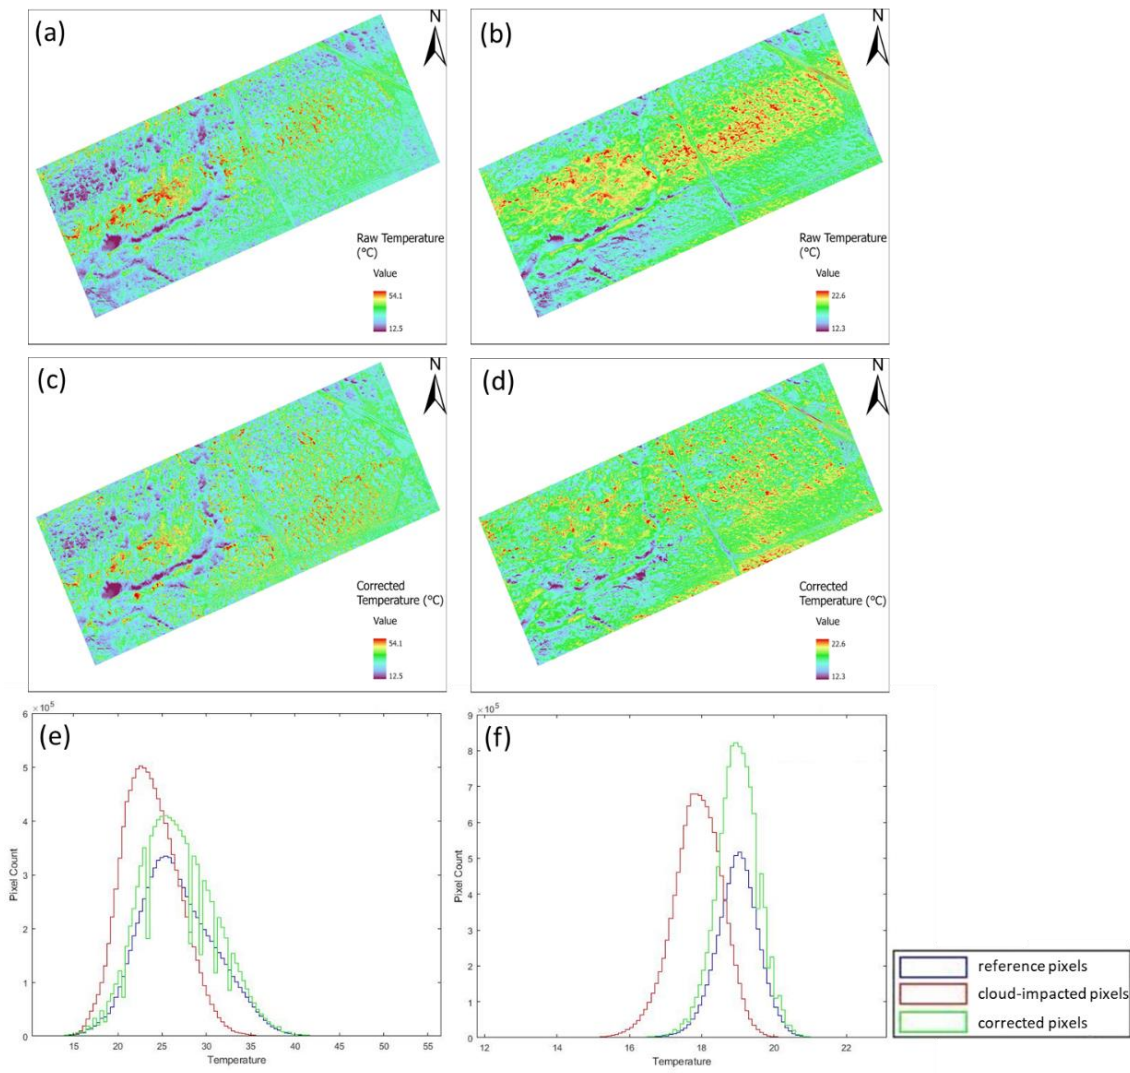 (a)
N
Raw Temperature
(°C)
Value
54.1
12.5
(b)
N
Raw Temperature
(°C)
Value
22.6
12.3
(c)
N
Corrected
Temperature (°C)
Value
54.1
12.5
(d)
N
Corrected
Temperature (°C)
Value
22.6
12.3
(e)
×10⁵
6
5
4
3
2
1
0
Pixel Count
15 20 25 30 35 40 45 50 55
Temperature
(f)
×10⁵
9
8
7
6
5
4
3
2
1
0
Pixel Count
12 14 16 18 20 22
Temperature
reference pixels
cloud-impacted pixels
corrected pixels